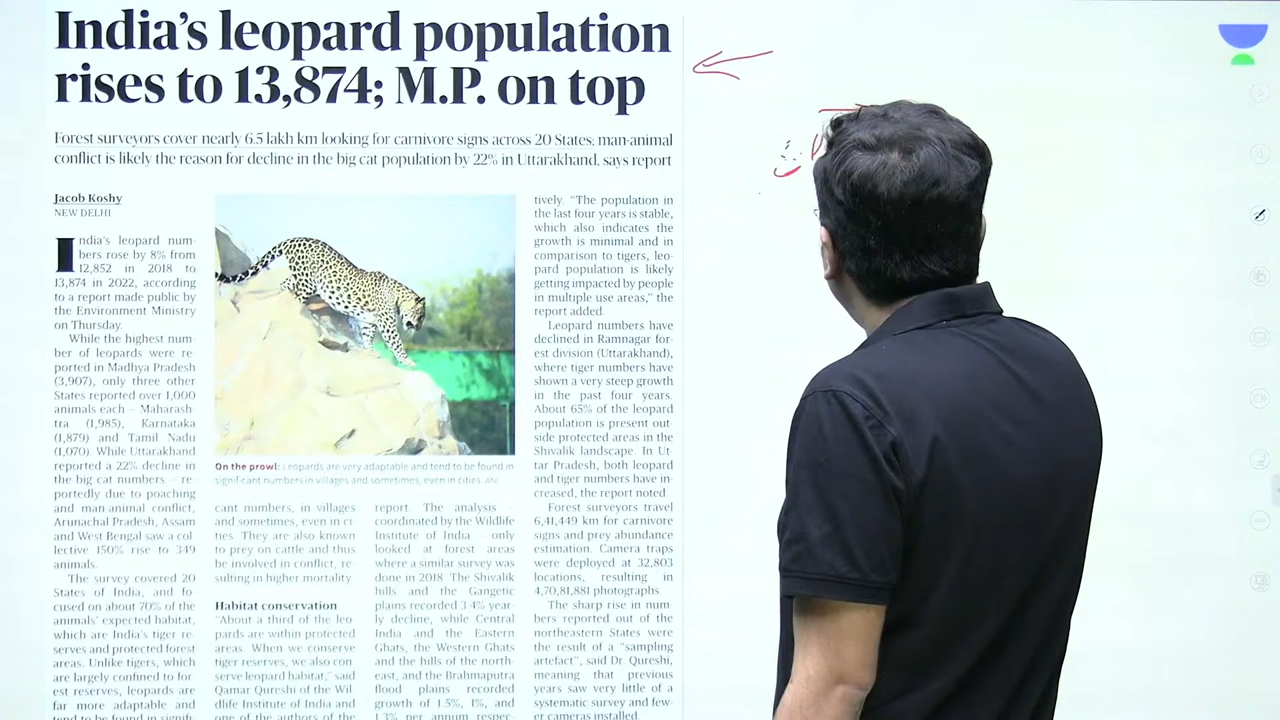 India's leopard population
rises to 13,874; M.P. on top
Forest surveyors cover nearly 6.5 lakh km looking for carnivore signs across 20 States; man-animal
conflict is likely the reason for decline in the big cat population by 22% in Uttarakhand, says report
Jacob Koshy
NEW DELHI
India's leopard num-
bers rose by 8% from
12,852 in 2018 to
13,874 in 2022, according
to a report made public by
the Environment Ministry
on Thursday.
While the highest num-
ber of leopards were re-
ported in Madhya Pradesh
(3,907), only three other
States reported over 1,000
animals each – Maharash-
tra (1,985), Karnataka
(1,879) and Tamil Nadu
(1,070). While Uttarakhand
reported a 22% decline in
the big cat numbers – re-
portedly due to poaching
and man-animal conflict,
Arunachal Pradesh, Assam
and West Bengal saw a col-
lective 150% rise to 349
animals.
The survey covered 20
States of India, and fo-
cused on about 70% of the
animals' expected habitat,
which are India's tiger re-
serves and protected forest
areas. Unlike tigers, which
are largely confined to for-
est reserves, leopards are
far more adaptable and
tend to be found in signifi-
On the prowl: Leopards are very adaptable and tend to be found in
significant numbers in villages and sometimes, even in cities. ANI
cant numbers, in villages
and sometimes, even in ci-
ties. They are also known
to prey on cattle and thus
be involved in conflict, re-
sulting in higher mortality.
Habitat conservation
"About a third of the leo-
pards are within protected
areas. When we conserve
tiger reserves, we also con-
serve leopard habitat," said
Qamar Qureshi of the Wil-
dlife Institute of India and
one of the authors of the
report. The analysis –
coordinated by the Wildlife
Institute of India – only
looked at forest areas
where a similar survey was
done in 2018. The Shivalik
hills and the Gangetic
plains recorded 3.4% year-
ly decline, while Central
India and the Eastern
Ghats, the Western Ghats
and the hills of the north-
east, and the Brahmaputra
flood plains recorded
growth of 1.5%, 1%, and
1.3% per annum respec-
tively. "The population in
the last four years is stable,
which also indicates the
growth is minimal and in
comparison to tigers, leo-
pard population is likely
getting impacted by people
in multiple use areas," the
report added.
Leopard numbers have
declined in Ramnagar for-
est division (Uttarakhand),
where tiger numbers have
shown a very steep growth
in the past four years.
About 65% of the leopard
population is present out-
side protected areas in the
Shivalik landscape. In Ut-
tar Pradesh, both leopard
and tiger numbers have in-
creased, the report noted.
Forest surveyors travel
6,41,449 km for carnivore
signs and prey abundance
estimation. Camera traps
were deployed at 32,803
locations, resulting in
4,70,81,881 photographs.
The sharp rise in num-
bers reported out of the
northeastern States were
the result of a "sampling
artefact", said Dr. Qureshi,
meaning that previous
years saw very little of a
systematic survey and few-
er cameras installed.